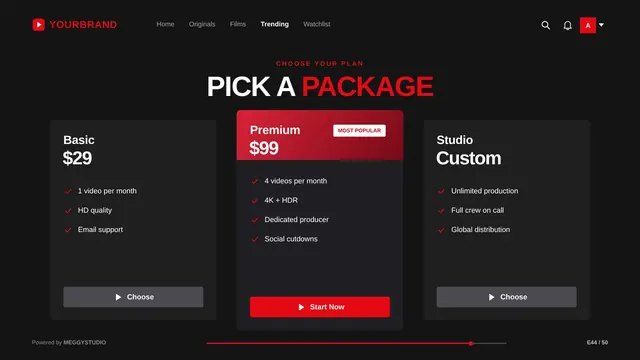 YOURBRAND
Home Originals Films Trending Watchlist
A
CHOOSE YOUR PLAN
PICK A PACKAGE
Basic
$29
1 video per month
HD quality
Email support
Choose
Premium
MOST POPULAR
$99
4 videos per month
4K + HDR
Dedicated producer
Social cutdowns
Start Now
Studio
Custom
Unlimited production
Full crew on call
Global distribution
Choose
Powered by MEGGYSTUDIO
E44 / 50